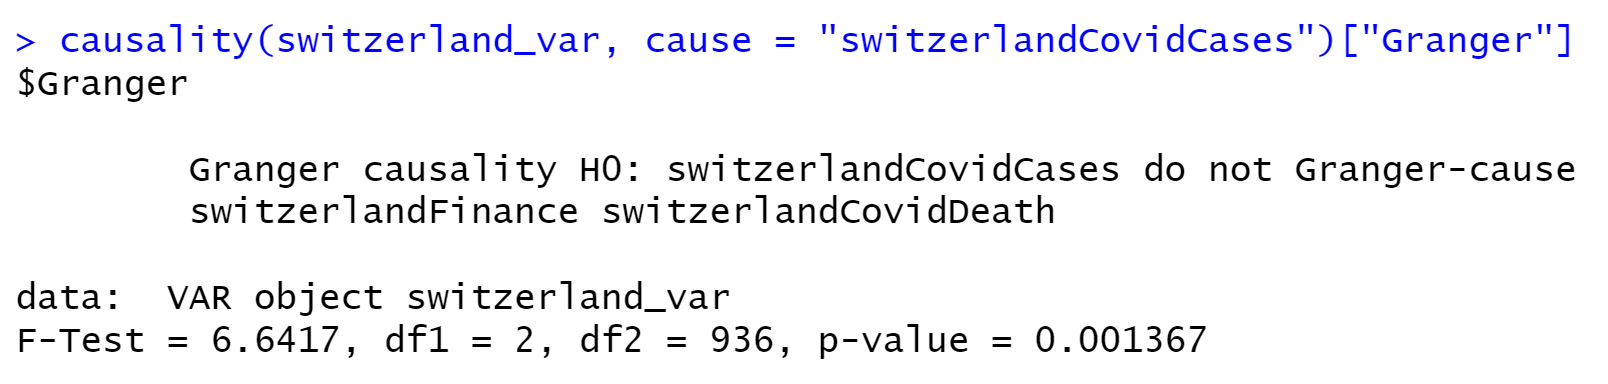 > causality(switzerland_var, cause = "switzerlandCovidCases")["Granger"]
$Granger
Granger causality H0: switzerlandCovidCases do not Granger-cause
switzerlandFinance switzerlandCovidDeath
data:  VAR object switzerland_var
F-Test = 6.6417, df1 = 2, df2 = 936, p-value = 0.001367